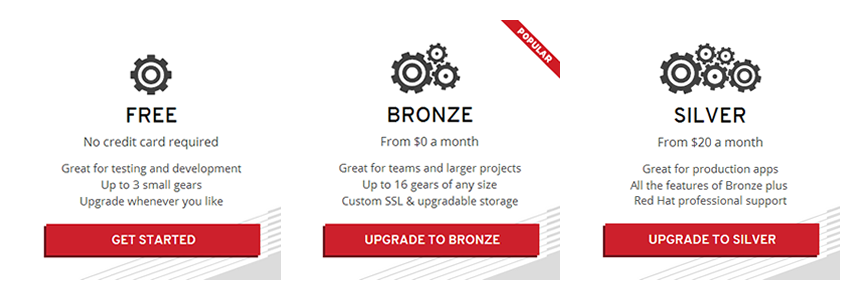 FREE
No credit card required
Great for testing and development
Up to 3 small gears
Upgrade whenever you like
GET STARTED
POPULAR
BRONZE
From $0 a month
Great for teams and larger projects
Up to 16 gears of any size
Custom SSL & upgradable storage
UPGRADE TO BRONZE
SILVER
From $20 a month
Great for production apps
All the features of Bronze plus
Red Hat professional support
UPGRADE TO SILVER